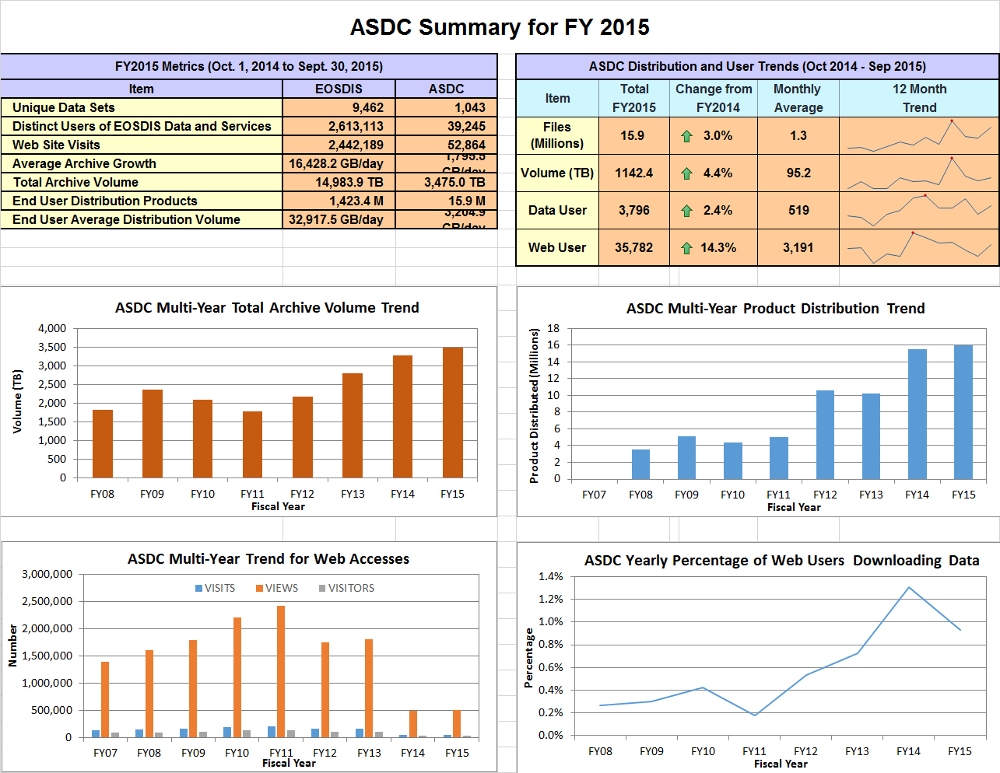 ASDC Summary for FY 2015
FY2015 Metrics (Oct. 1, 2014 to Sept. 30, 2015)
Item EOSDIS ASDC
Unique Data Sets 9,462 1,043
Distinct Users of EOSDIS Data and Services 2,613,113 39,245
Web Site Visits 2,442,189 52,864
Average Archive Growth 16,428.2 GB/day 1,795.5 GB/day
Total Archive Volume 14,983.9 TB 3,475.0 TB
End User Distribution Products 1,423.4 M 15.9 M
End User Average Distribution Volume 32,917.5 GB/day 3,204.9 GB/day
ASDC Distribution and User Trends (Oct 2014 - Sep 2015)
Item Total FY2015 Change from FY2014 Monthly Average 12 Month Trend
Files (Millions) 15.9 3.0% 1.3
Volume (TB) 1142.4 4.4% 95.2
Data User 3,796 2.4% 519
Web User 35,782 14.3% 3,191
ASDC Multi-Year Total Archive Volume Trend
Volume (TB)
4,000
3,500
3,000
2,500
2,000
1,500
1,000
500
0
FY08 FY09 FY10 FY11 FY12 FY13 FY14 FY15
Fiscal Year
ASDC Multi-Year Product Distribution Trend
Product Distributed (Millions)
18
16
14
12
10
8
6
4
2
0
FY07 FY08 FY09 FY10 FY11 FY12 FY13 FY14 FY15
Fiscal Year
ASDC Multi-Year Trend for Web Accesses
VISITS VIEWS VISITORS
Number
3,000,000
2,500,000
2,000,000
1,500,000
1,000,000
500,000
0
FY07 FY08 FY09 FY10 FY11 FY12 FY13 FY14 FY15
Fiscal Year
ASDC Yearly Percentage of Web Users Downloading Data
Percentage
1.4%
1.2%
1.0%
0.8%
0.6%
0.4%
0.2%
0.0%
FY08 FY09 FY10 FY11 FY12 FY13 FY14 FY15
Fiscal Year